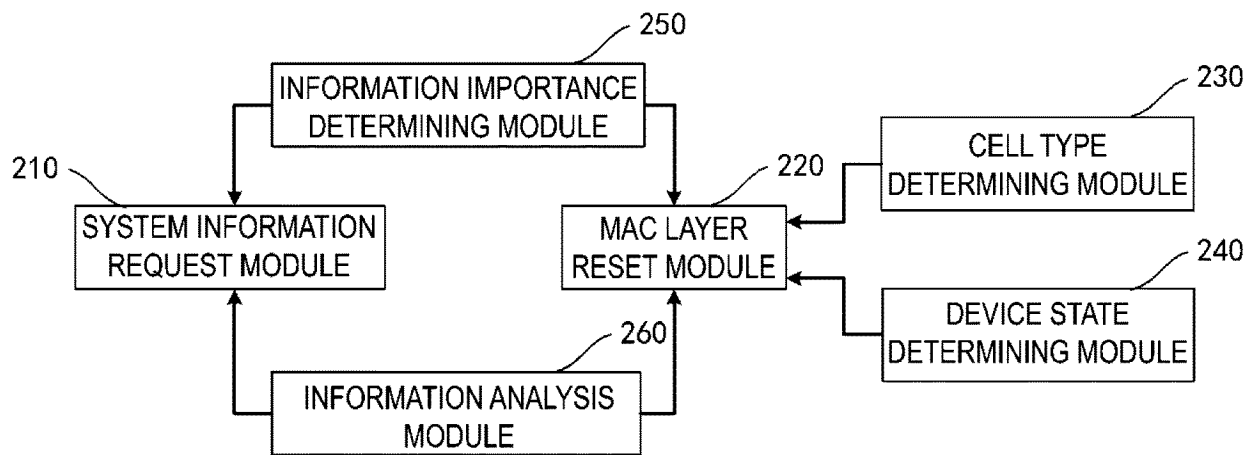 250
INFORMATION IMPORTANCE
DETERMINING MODULE
230
CELL TYPE
DETERMINING MODULE
210
SYSTEM INFORMATION
REQUEST MODULE
220
MAC LAYER
RESET MODULE
240
DEVICE STATE
DETERMINING MODULE
260
INFORMATION ANALYSIS
MODULE